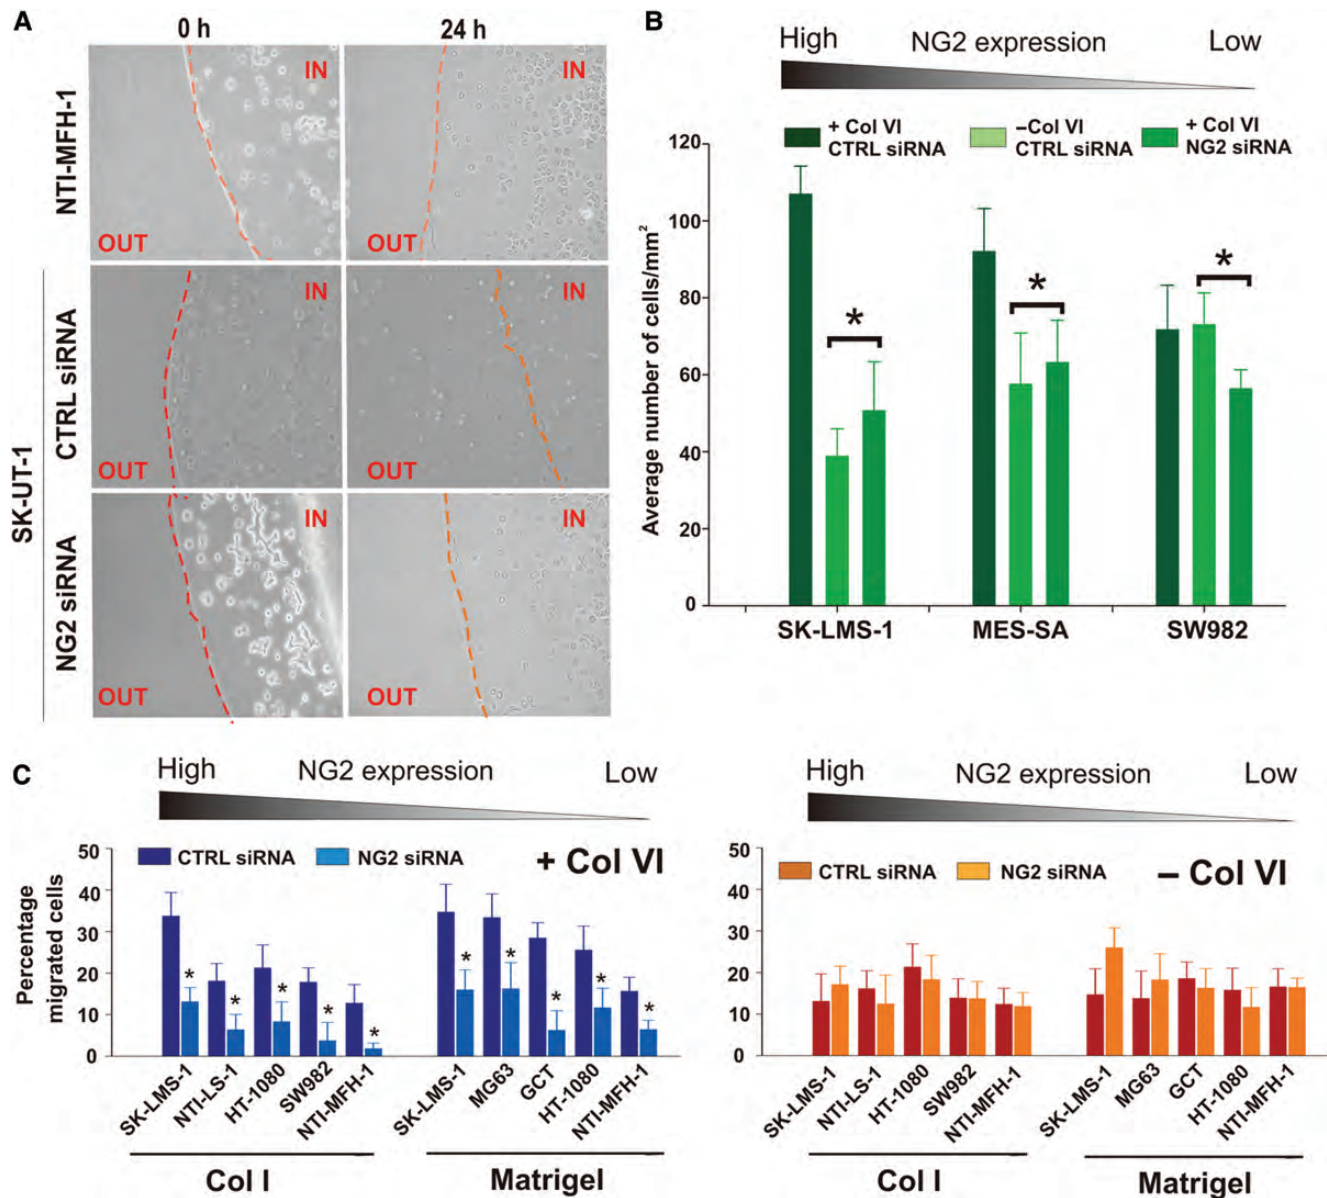 A
0 h
24 h
NTI-MFH-1
IN
OUT
IN
OUT
SK-UT-1
CTRL siRNA
IN
OUT
IN
OUT
NG2 siRNA
IN
OUT
IN
OUT
B
High NG2 expression Low
+ Col VI
CTRL siRNA
–Col VI
CTRL siRNA
+ Col VI
NG2 siRNA
Average number of cells/mm²
120
100
80
60
40
20
0
*
*
*
SK-LMS-1
MES-SA
SW982
C
High NG2 expression Low
CTRL siRNA
NG2 siRNA
+ Col VI
Percentage
migrated cells
50
40
30
20
10
0
* * * * *
* * * * *
SK-LMS-1
NTI-LS-1
HT-1080
SW982
NTI-MFH-1
SK-LMS-1
MG63
GCT
HT-1080
NTI-MFH-1
Col I
Matrigel
High NG2 expression Low
CTRL siRNA
NG2 siRNA
– Col VI
50
40
30
20
10
0
SK-LMS-1
NTI-LS-1
HT-1080
SW982
NTI-MFH-1
SK-LMS-1
MG63
GCT
HT-1080
NTI-MFH-1
Col I
Matrigel